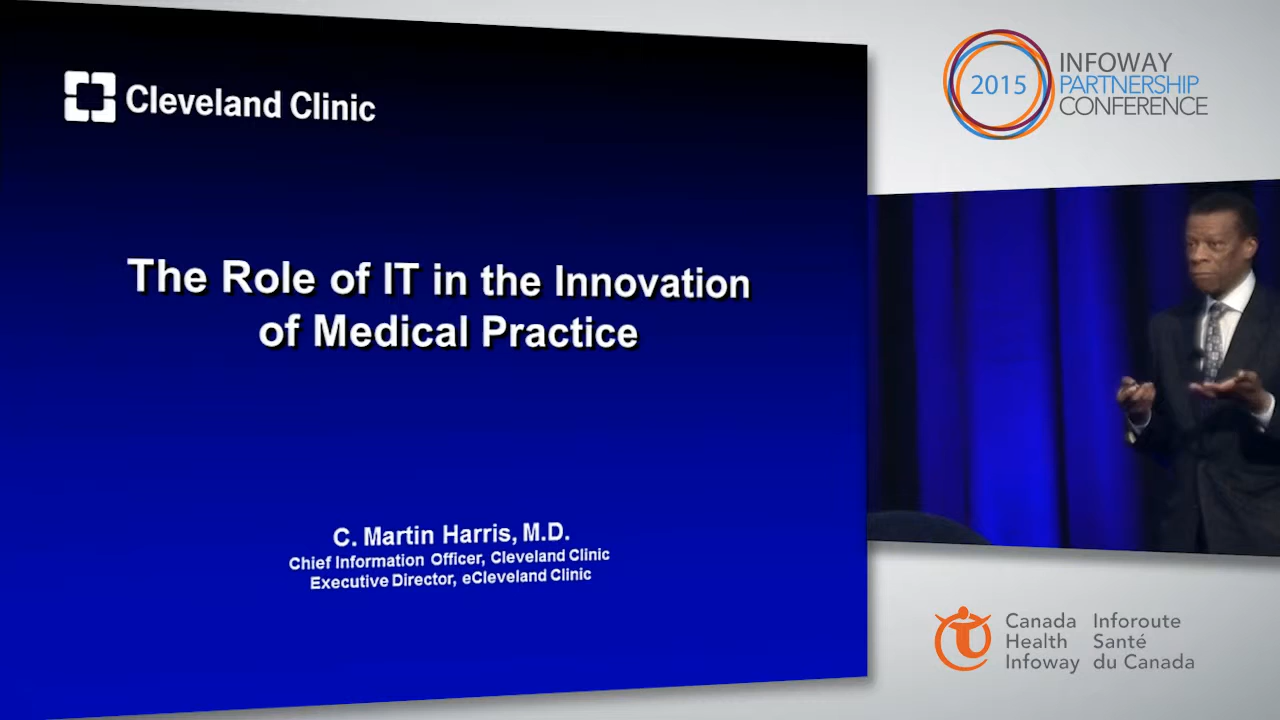 Cleveland Clinic
The Role of IT in the Innovation
of Medical Practice
C. Martin Harris, M.D.
Chief Information Officer, Cleveland Clinic
Executive Director, eCleveland Clinic
2015
INFOWAY
PARTNERSHIP
CONFERENCE
Canada
Health
Infoway
Inforoute
Santé
du Canada